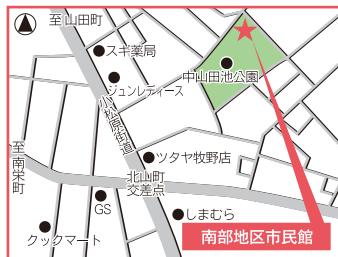 至 山田町
スギ薬局
中山田池公園
ジュンレディース
小松原街道
至 南栄町
ツタヤ牧野店
北山町
交差点
GS
しまむら
クックマート
南部地区市民館